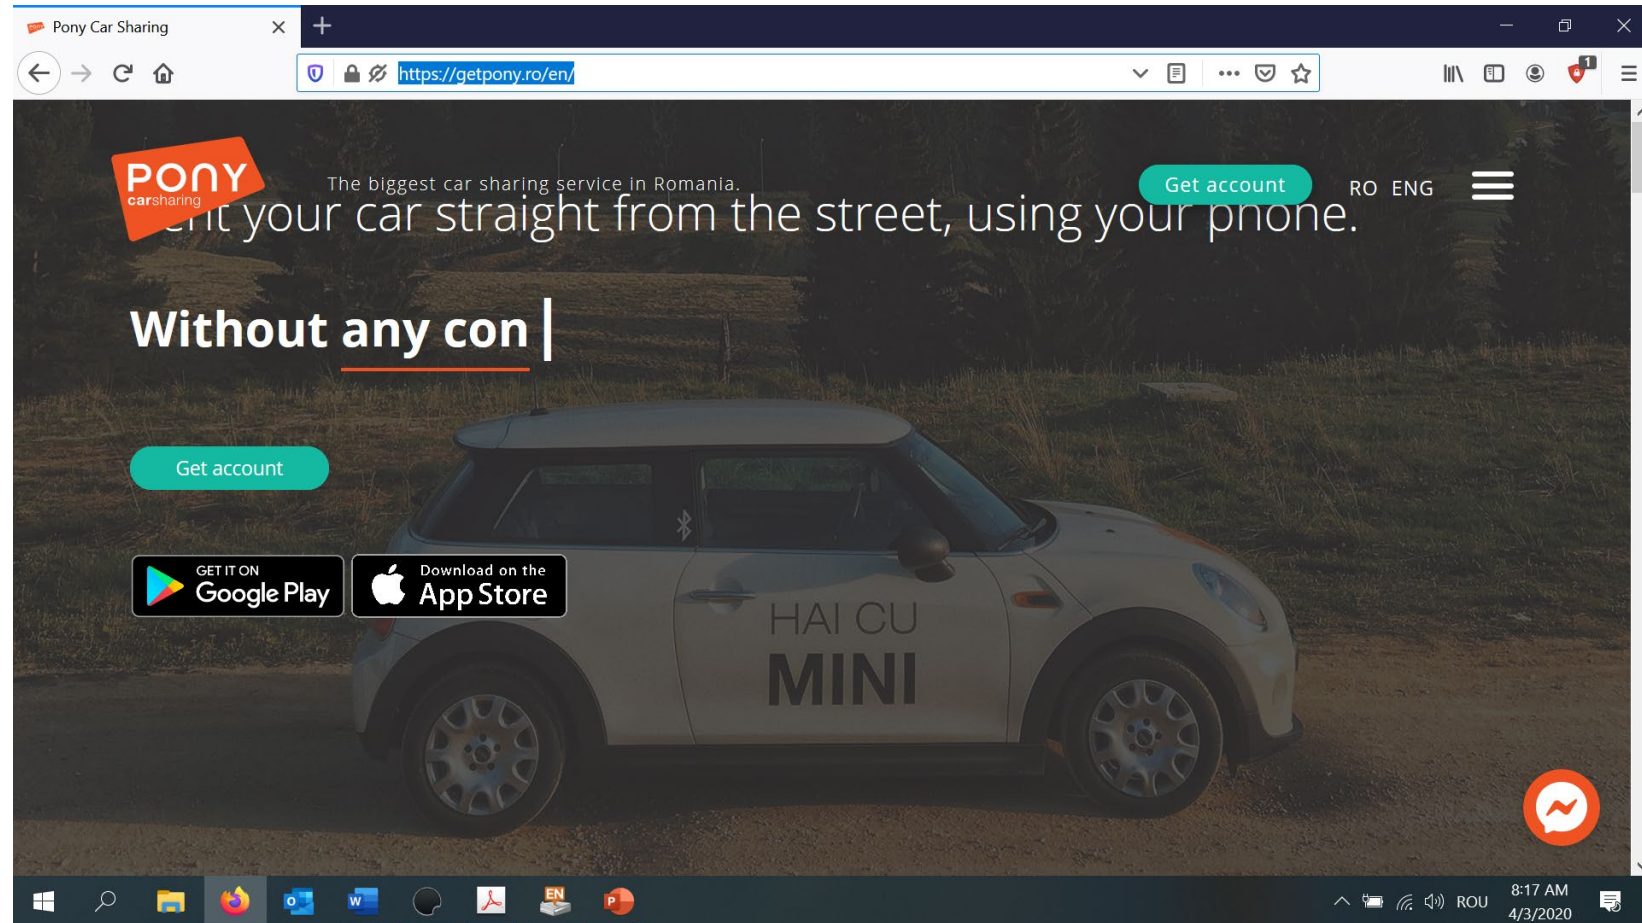 Pony Car Sharing
https://getpony.ro/en/
1
PONY
carsharing
The biggest car sharing service in Romania.
Get account
RO ENG
your car straight from the street, using your phone.
Without any con
Get account
GET IT ON
Google Play
Download on the
App Store
HAI CU
MINI
EN
ROU
8:17 AM
4/3/2020